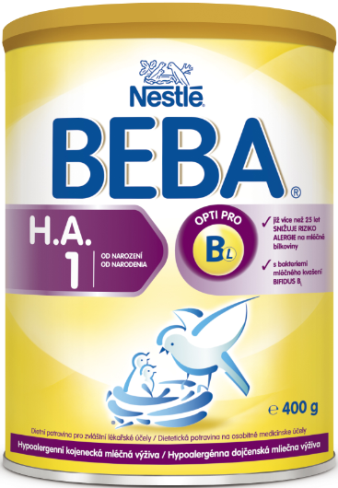 Nestlé
BEBA®
H.A.
1
OD NAROZENÍ
OD NARODENIA
OPTI PRO
BL
již více než 25 let
SNIŽUJE RIZIKO
ALERGIE na mléčné
bílkoviny
s bakteriemi
mléčného kvašení
BIFIDUS BL
℮ 400 g
Dietní potravina pro zvláštní lékařské účely / Dietetická potravina na osobitné medicínske účely
Hypoalergenní kojenecká mléčná výživa / Hypoalergénna dojčenská mliečna výživa